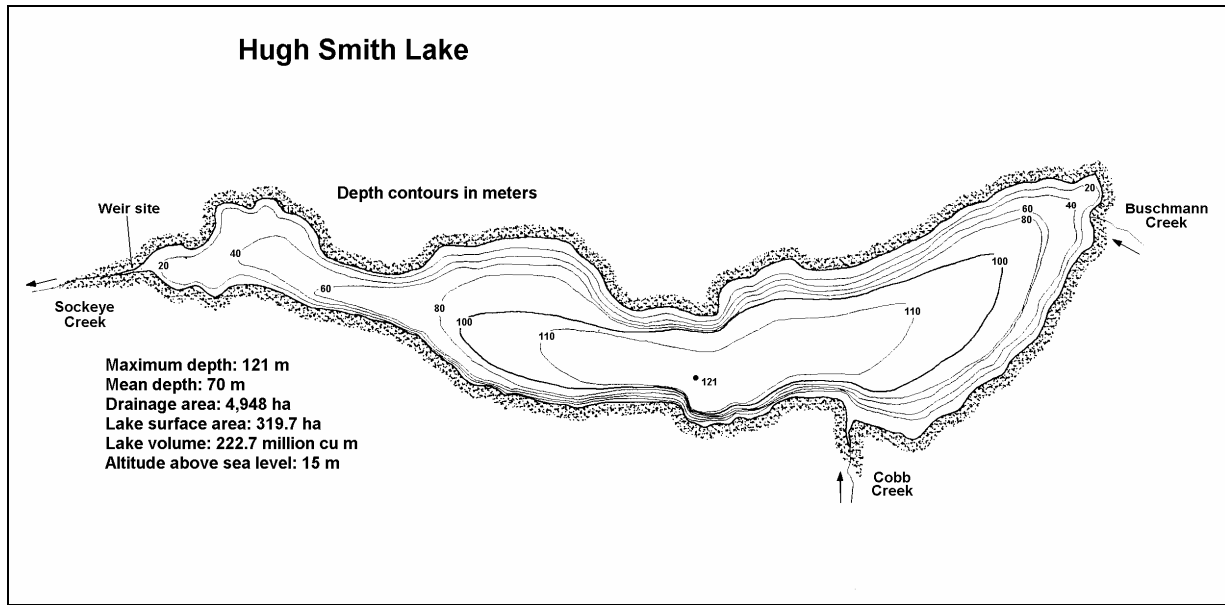 Hugh Smith Lake
Depth contours in meters
Weir site
Buschmann
Creek
Sockeye
Creek
Cobb
Creek
20
40
60
80
100
110
121
110
100
80
60
40
20
Maximum depth: 121 m
Mean depth: 70 m
Drainage area: 4,948 ha
Lake surface area: 319.7 ha
Lake volume: 222.7 million cu m
Altitude above sea level: 15 m